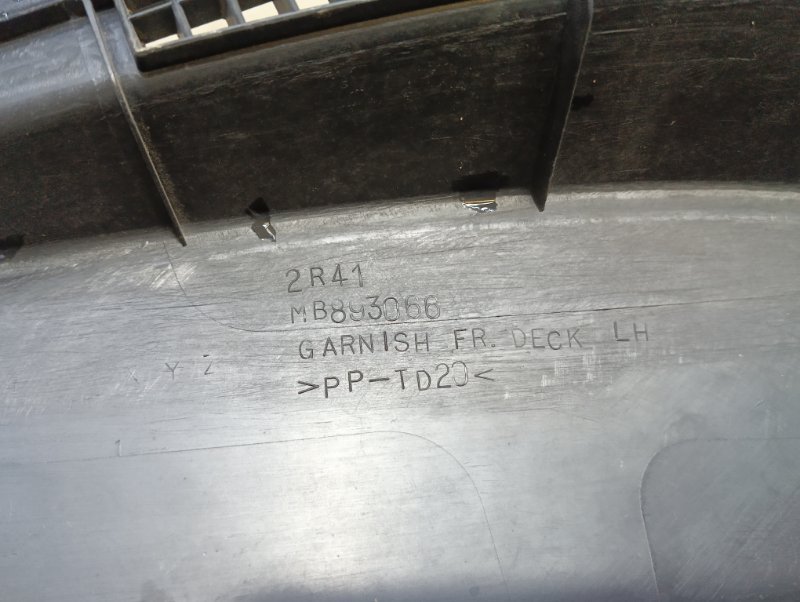 2R41
MB893066
GARNISH FR. DECK LH
Y Z
>PP-TD20<